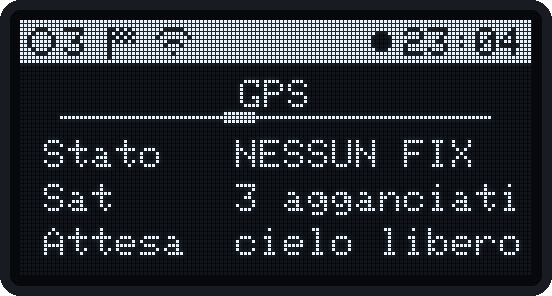 03 23:04
GPS
Stato NESSUN FIX
Sat 3 agganciati
Attesa cielo libero